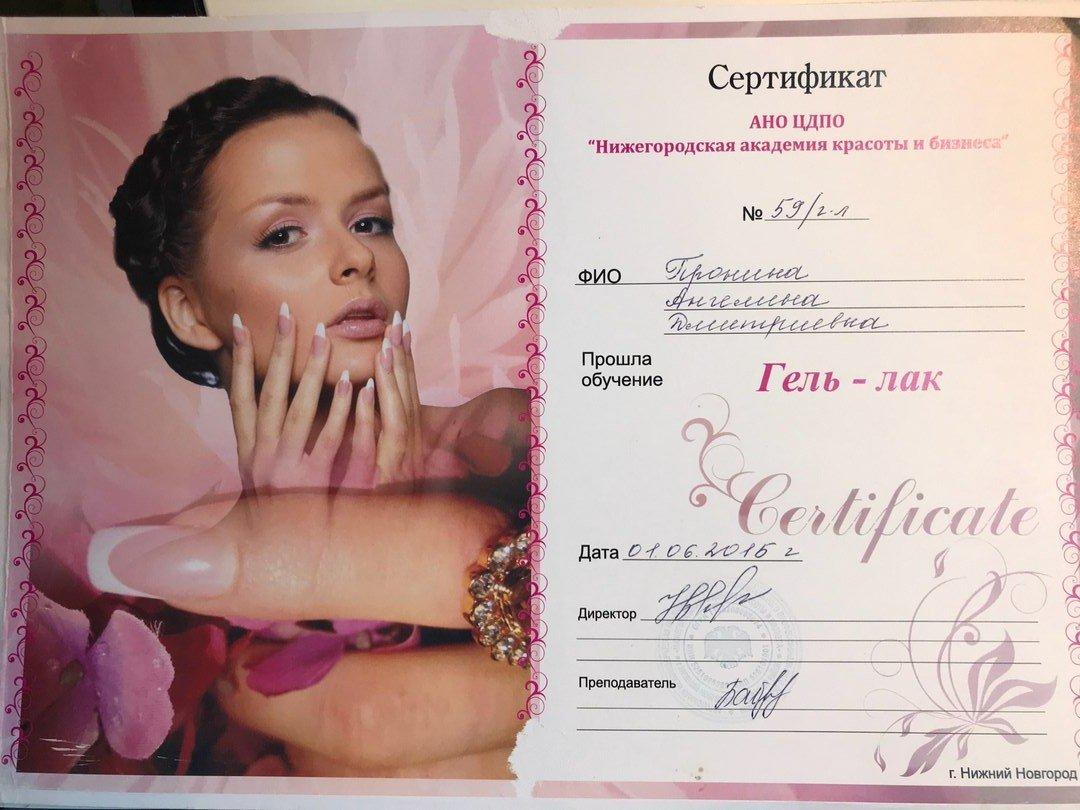 Сертификат
АНО ЦДПО
“Нижегородская академия красоты и бизнеса”
№ 59/г-л
ФИО Пронина
Ангелина
Дмитриевна
Прошла
обучение
Гель - лак
Certificate
Дата 01.06.2015 г
Директор
Преподаватель
г. Нижний Новгород